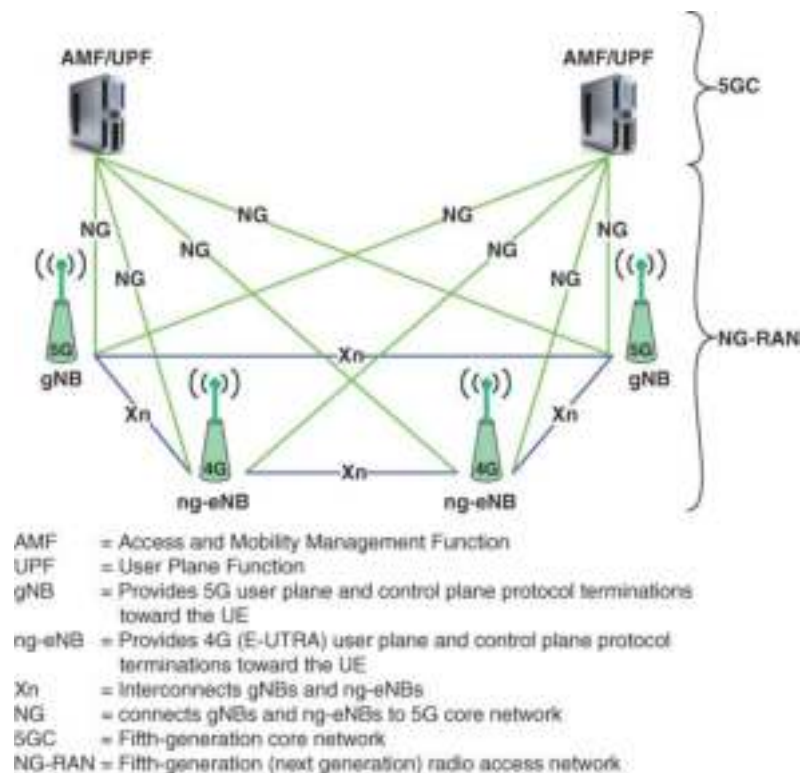 AMF/UPF
AMF/UPF
5GC
NG
NG
NG
NG
NG
NG
NG
NG
5G
gNB
5G
gNB
NG-RAN
Xn
Xn
Xn
4G
ng-eNB
4G
ng-eNB
Xn
AMF = Access and Mobility Management Function
UPF = User Plane Function
gNB = Provides 5G user plane and control plane protocol terminations
toward the UE
ng-eNB = Provides 4G (E-UTRA) user plane and control plane protocol
terminations toward the UE
Xn = Interconnects gNBs and ng-eNBs
NG = connects gNBs and ng-eNBs to 5G core network
5GC = Fifth-generation core network
NG-RAN = Fifth-generation (next generation) radio access network